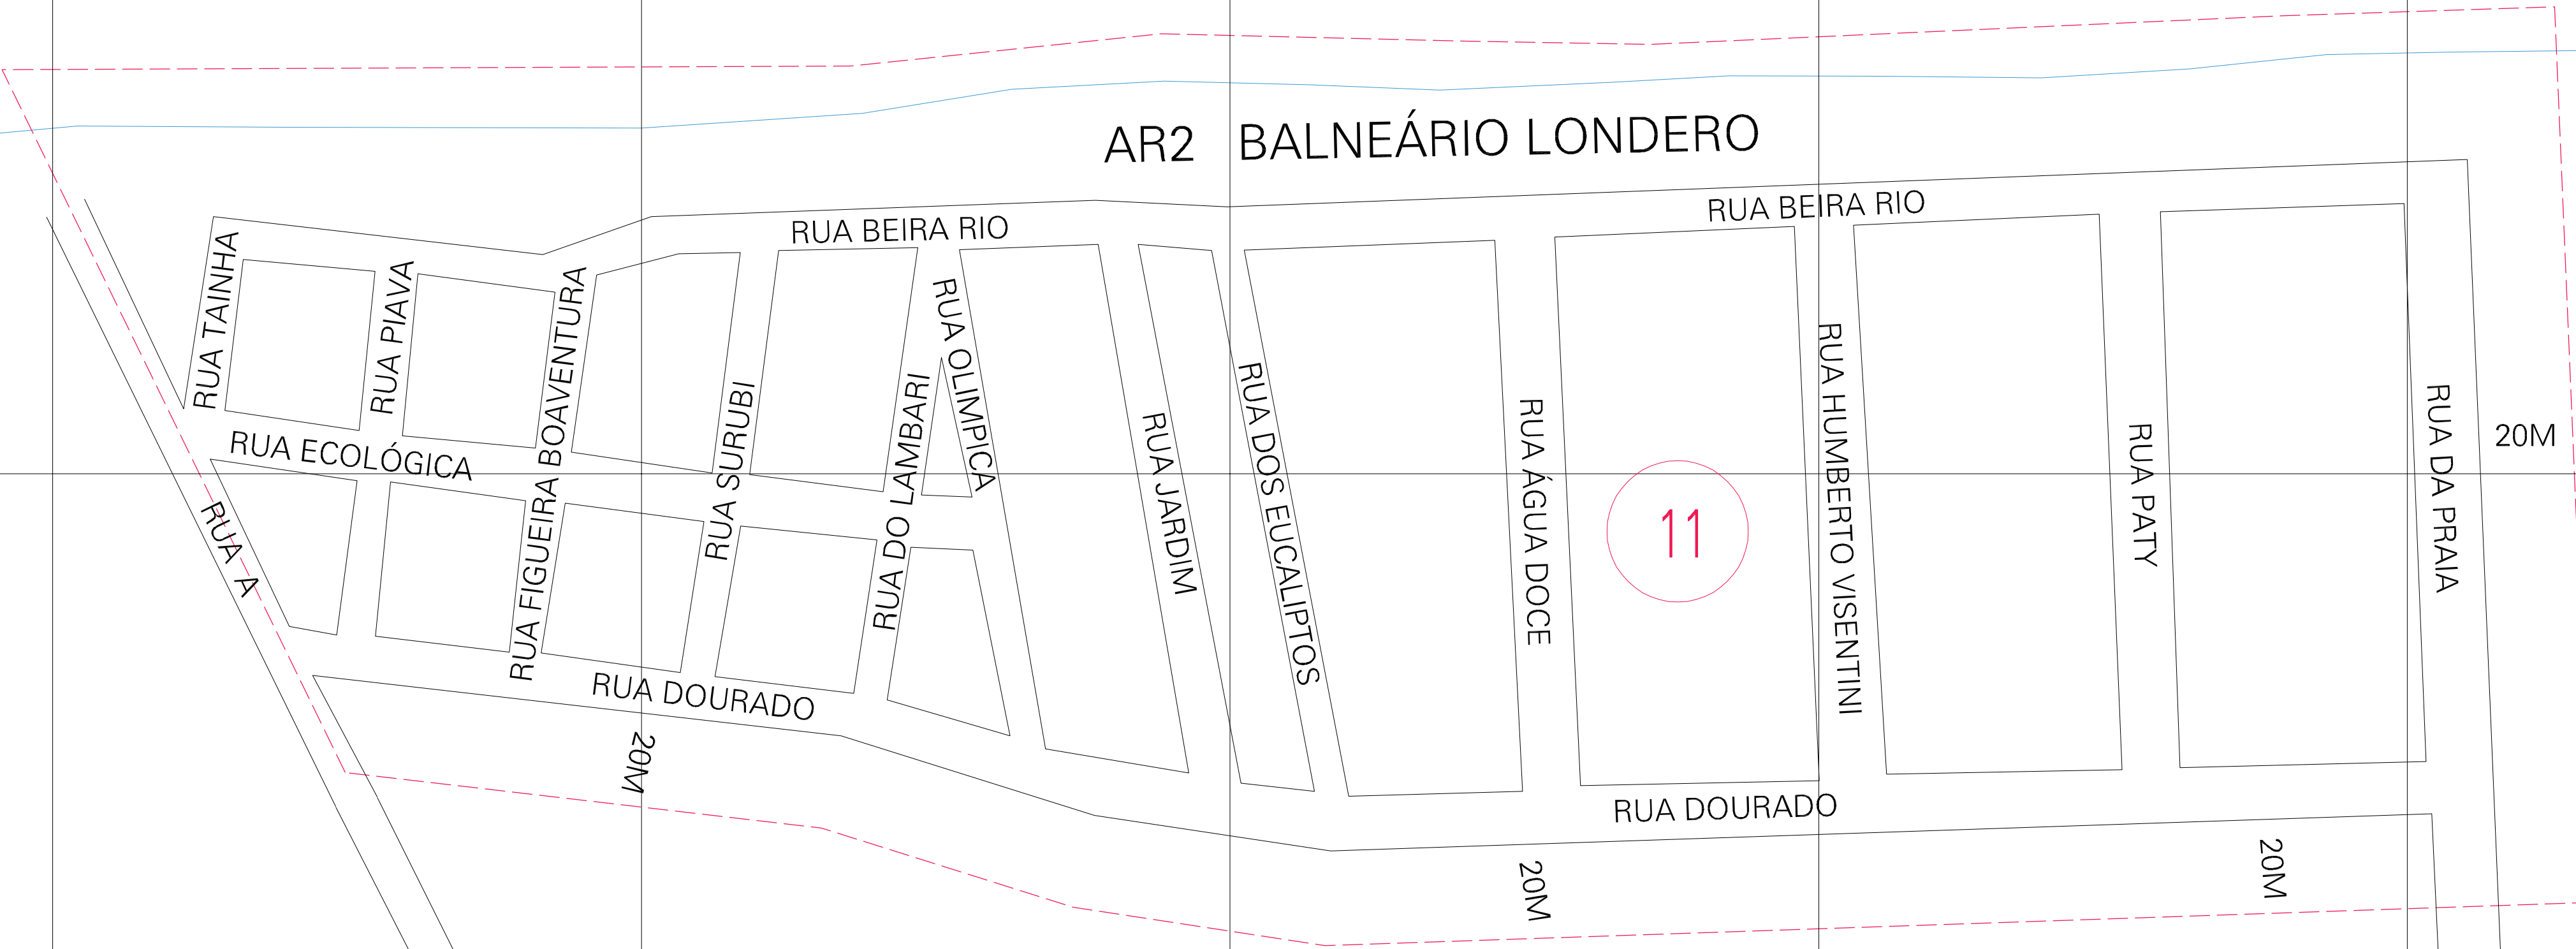 AR2 BALNEÁRIO LONDERO
RUA BEIRA RIO
RUA BEIRA RIO
RUA TAINHA
RUA PIAVA
RUA FIGUEIRA BOAVENTURA
RUA SURUBI
RUA DO LAMBARI
RUA OLIMPICA
RUA JARDIM
RUA DOS EUCALIPTOS
RUA ÁGUA DOCE
11
RUA HUMBERTO VISENTINI
RUA PATY
RUA DA PRAIA
20M
RUA ECOLÓGICA
RUA A
RUA DOURADO
RUA DOURADO
20M
20M
20M